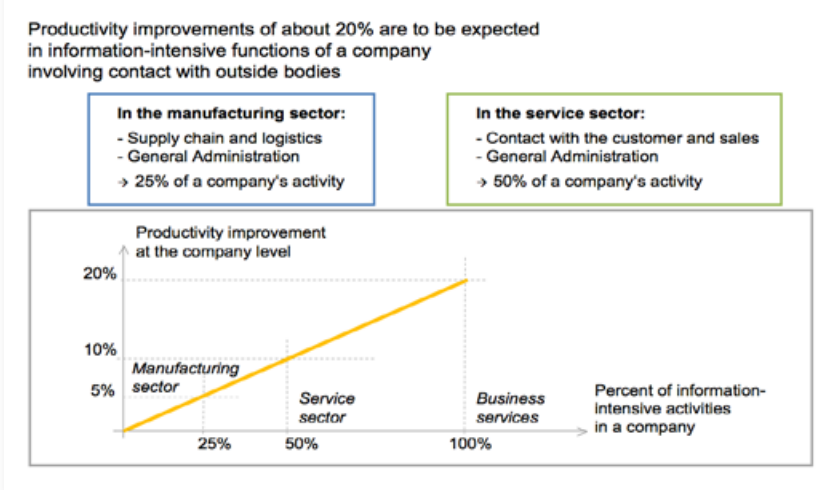 Productivity improvements of about 20% are to be expected
in information-intensive functions of a company
involving contact with outside bodies
In the manufacturing sector:
- Supply chain and logistics
- General Administration
→ 25% of a company's activity
In the service sector:
- Contact with the customer and sales
- General Administration
→ 50% of a company's activity
Productivity improvement
at the company level
20%
10%
5%
Manufacturing
sector
Service
sector
Business
services
Percent of information-
intensive activities
in a company
25%
50%
100%